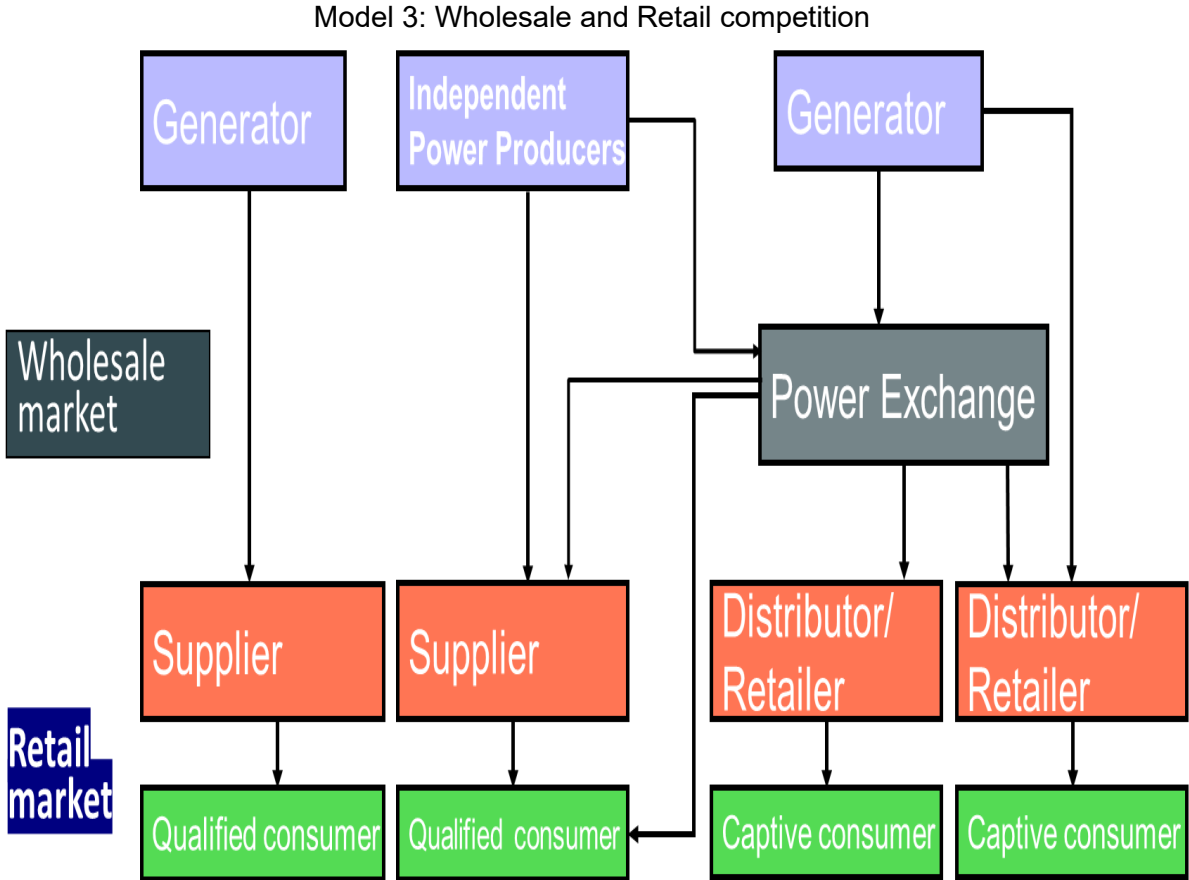 Model 3: Wholesale and Retail competition
Generator
Independent
Power Producers
Generator
Wholesale
market
Power Exchange
Supplier
Supplier
Distributor/
Retailer
Distributor/
Retailer
Retail
market
Qualified consumer
Qualified consumer
Captive consumer
Captive consumer